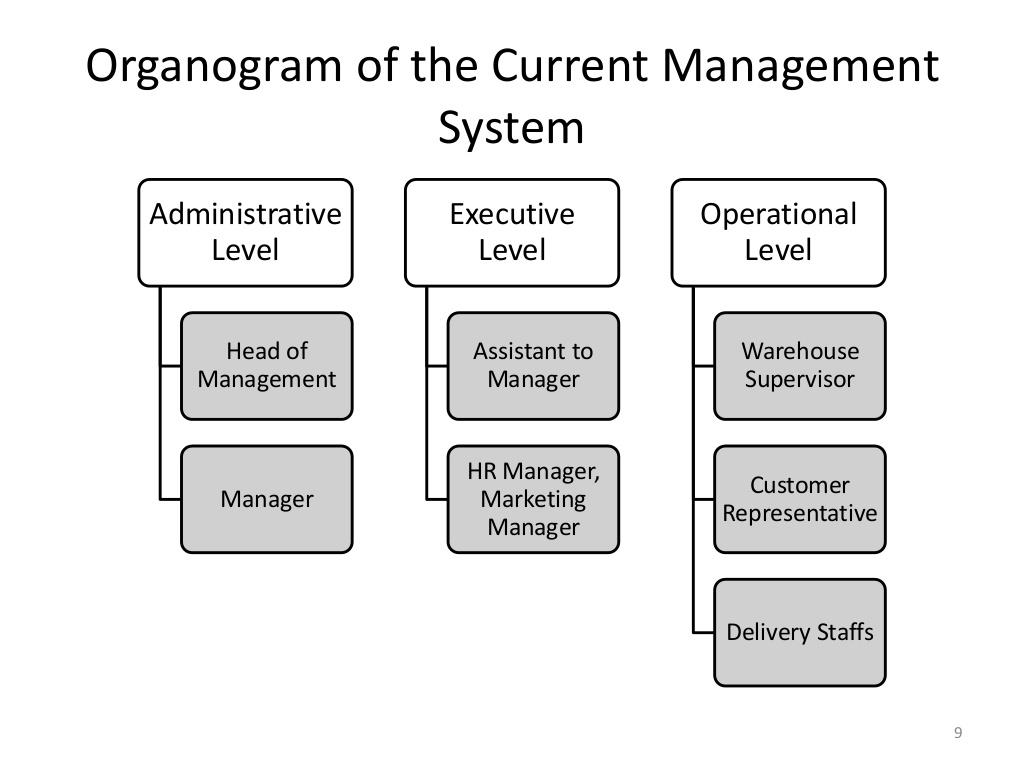 Organogram of the Current Management
System
Administrative
Level
Head of
Management
Manager
Executive
Level
Assistant to
Manager
HR Manager,
Marketing
Manager
Operational
Level
Warehouse
Supervisor
Customer
Representative
Delivery Staffs
9